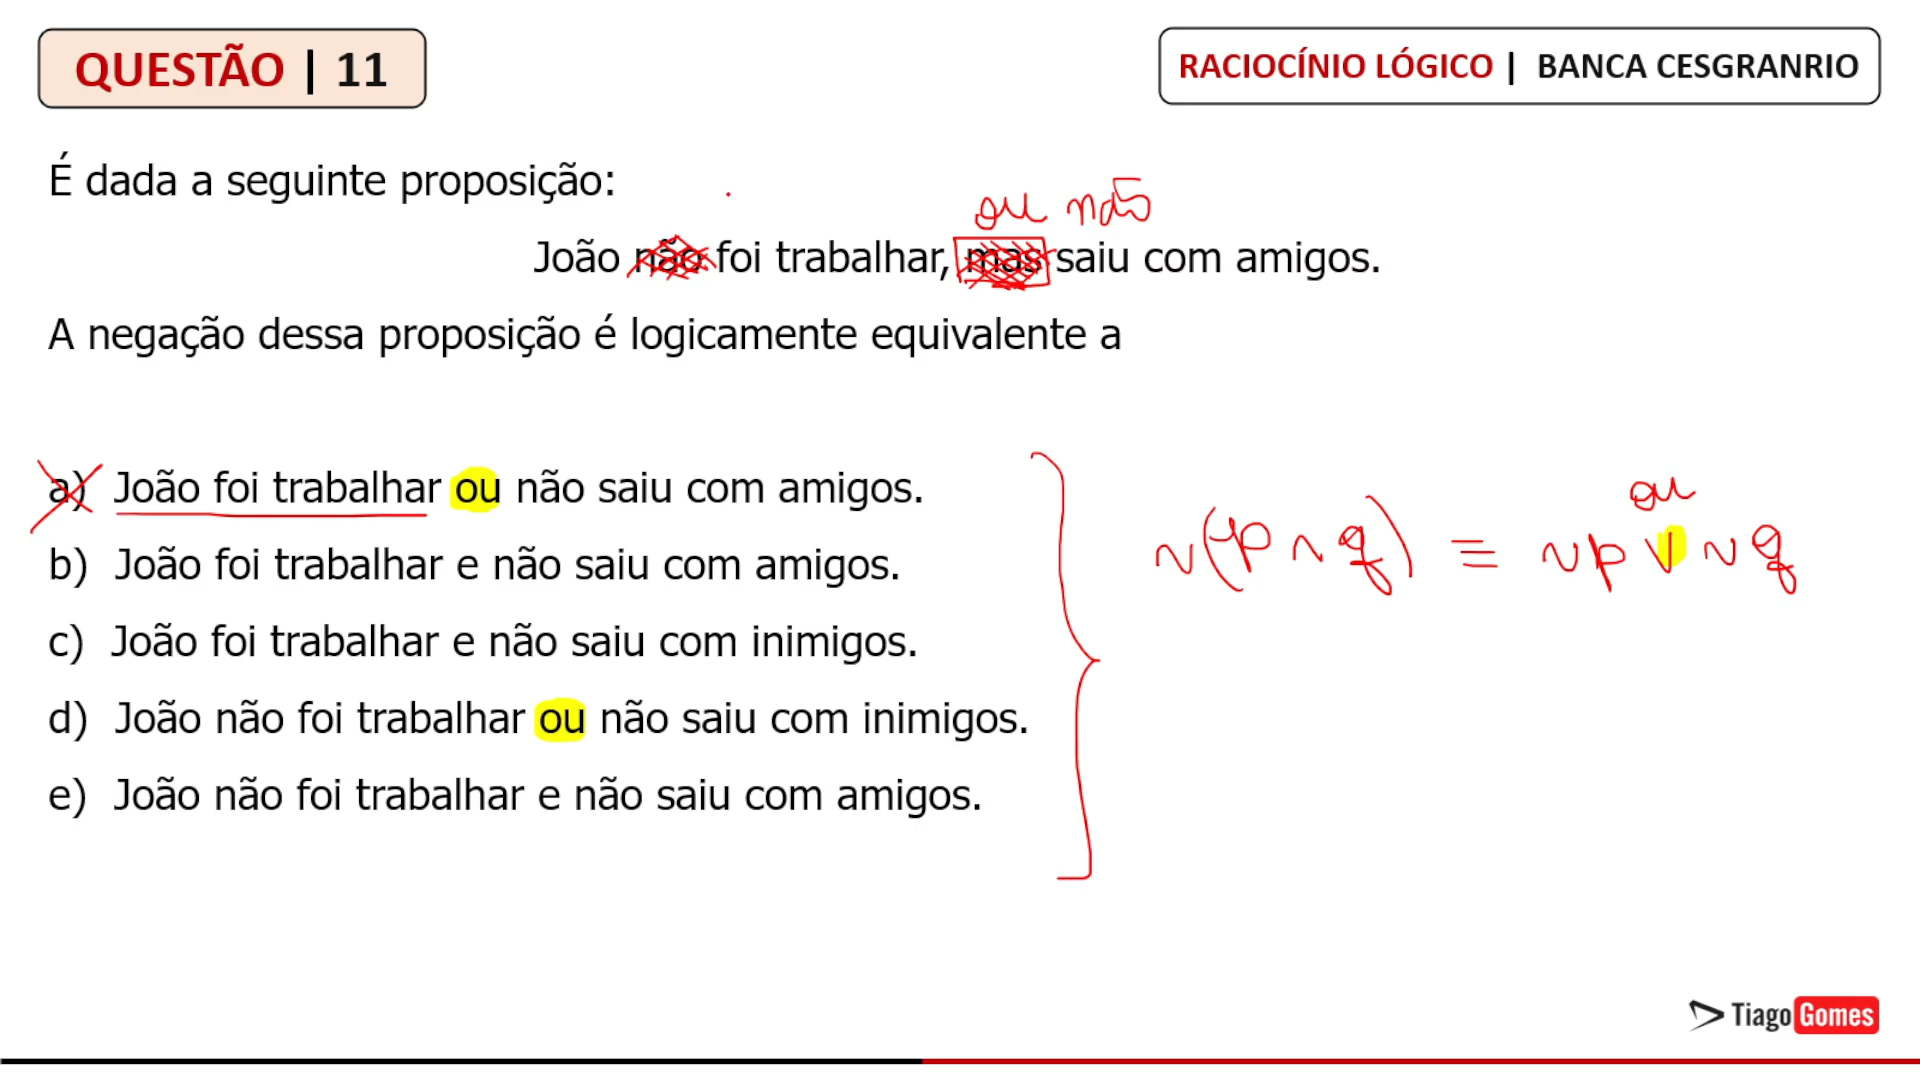 QUESTÃO | 11
RACIOCÍNIO LÓGICO | BANCA CESGRANRIO
É dada a seguinte proposição:
ou não
João não foi trabalhar, mas saiu com amigos.
A negação dessa proposição é logicamente equivalente a
a) João foi trabalhar ou não saiu com amigos.
b) João foi trabalhar e não saiu com amigos.
c) João foi trabalhar e não saiu com inimigos.
d) João não foi trabalhar ou não saiu com inimigos.
e) João não foi trabalhar e não saiu com amigos.
ou
~(p ∧ q) ≡ ~p ∨ ~q
Tiago Gomes